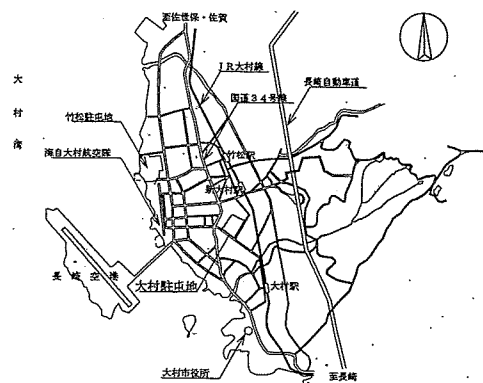 至佐世保・佐賀
JR大村線
長崎自動車道
国道34号線
大村湾
竹松駐屯地
竹松駅
海自大村航空隊
新大村駅
長崎空港
大村駐屯地
大村駅
大村市役所
至長崎